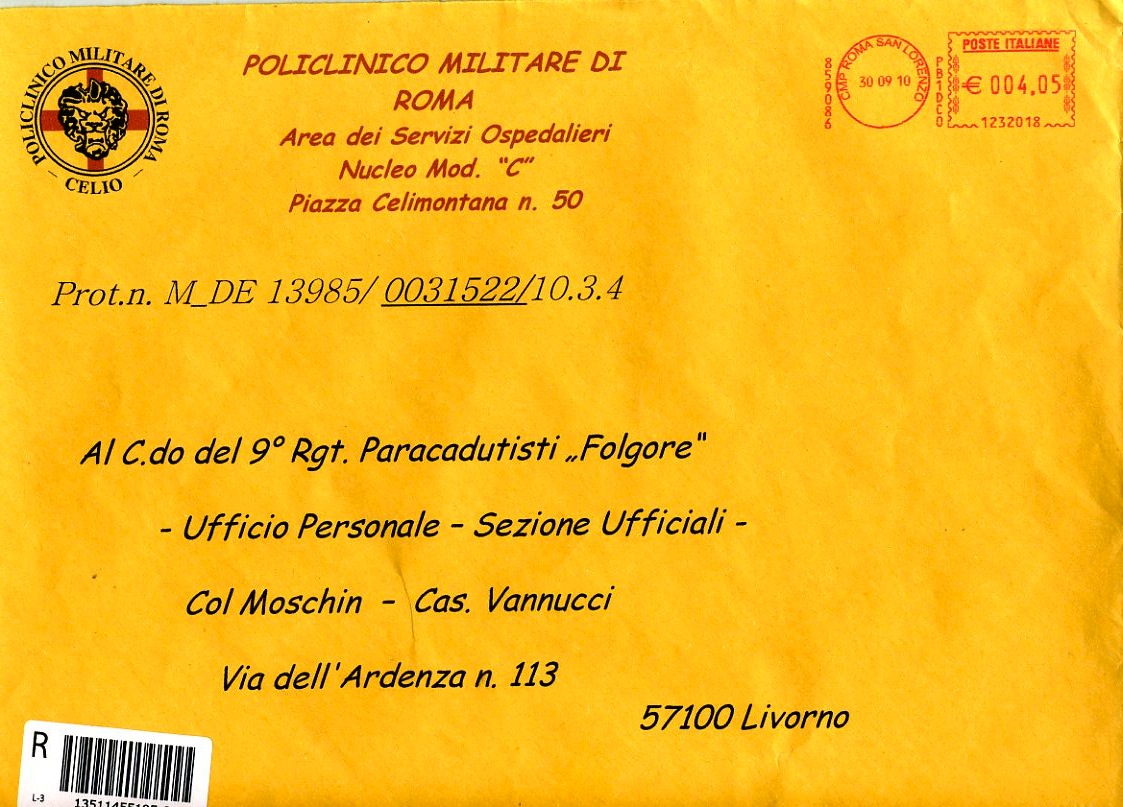 POLICLINICO MILITARE DI ROMA
CELIO
POLICLINICO MILITARE DI
ROMA
Area dei Servizi Ospedalieri
Nucleo Mod. "C"
Piazza Celimontana n. 50
859086
CMP ROMA SAN LORENZO
30 09 10
PB1DC0
POSTE ITALIANE
€ 004,05
1232018
Prot.n. M_DE 13985/ 0031522/10.3.4
Al C.do del 9° Rgt. Paracadutisti „Folgore"
- Ufficio Personale – Sezione Ufficiali -
Col Moschin – Cas. Vannucci
Via dell'Ardenza n. 113
57100 Livorno
R
L-3